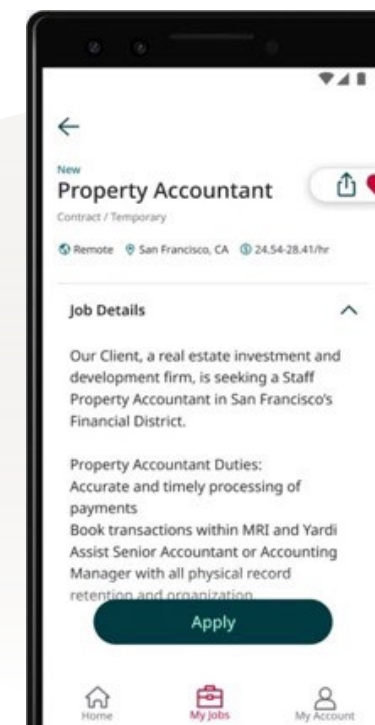 New
Property Accountant
Contract / Temporary
Remote San Francisco, CA 24.54-28.41/hr
Job Details
Our Client, a real estate investment and
development firm, is seeking a Staff
Property Accountant in San Francisco's
Financial District.
Property Accountant Duties:
Accurate and timely processing of
payments
Book transactions within MRI and Yardi
Assist Senior Accountant or Accounting
Manager with all physical record
retention and organization
Apply
Home My Jobs My Account